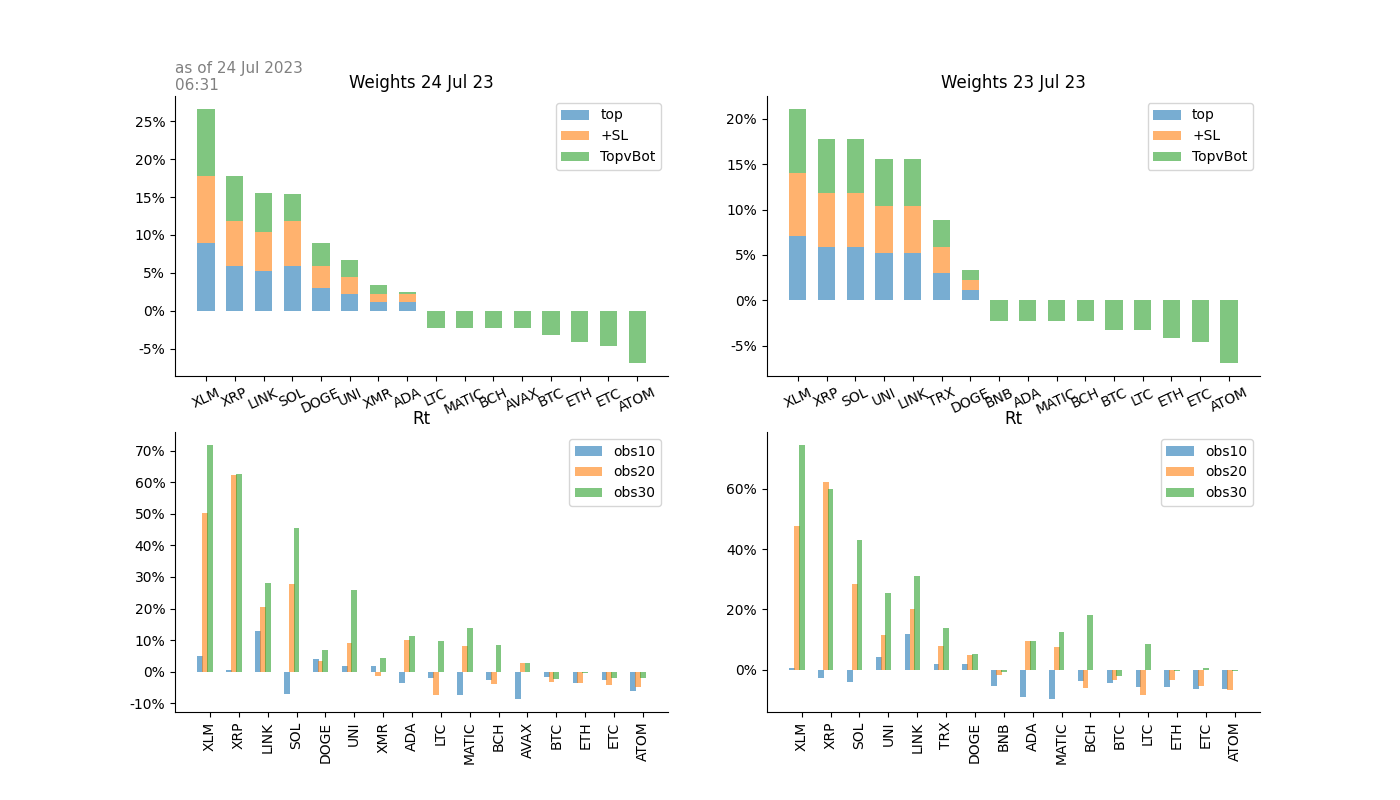 as of 24 Jul 2023
06:31
Weights 24 Jul 23
25%
20%
15%
10%
5%
0%
-5%
top
+SL
TopvBot
XLM XRP LINK SOL DOGE UNI XMR ADA LTC MATIC BCH AVAX BTC ETH ETC ATOM
Weights 23 Jul 23
20%
15%
10%
5%
0%
-5%
top
+SL
TopvBot
XLM XRP SOL UNI LINK TRX DOGE BNB ADA MATIC BCH BTC LTC ETH ETC ATOM
Rt
70%
60%
50%
40%
30%
20%
10%
0%
-10%
obs10
obs20
obs30
XLM XRP LINK SOL DOGE UNI XMR ADA LTC MATIC BCH AVAX BTC ETH ETC ATOM
Rt
60%
40%
20%
0%
obs10
obs20
obs30
XLM XRP SOL UNI LINK TRX DOGE BNB ADA MATIC BCH BTC LTC ETH ETC ATOM